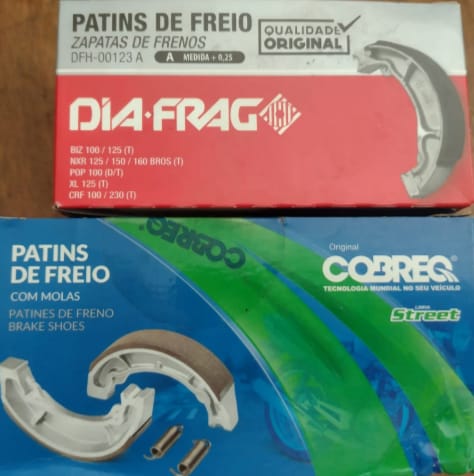 PATINS DE FREIO
ZAPATAS DE FRENOS
DFH-00123 A
A MEDIDA + 0,25
QUALIDADE
ORIGINAL
DIA•FRAG
BIZ 100 / 125 (T)
NXR 125 / 150 / 160 BROS (T)
POP 100 (D/T)
XL 125 (T)
CRF 100 / 230 (T)
COBREQ
PATINS
DE FREIO
COM MOLAS
PATINES DE FRENO
BRAKE SHOES
Original
COBREQ
TECNOLOGIA MUNDIAL NO SEU VEÍCULO
LINHA
Street